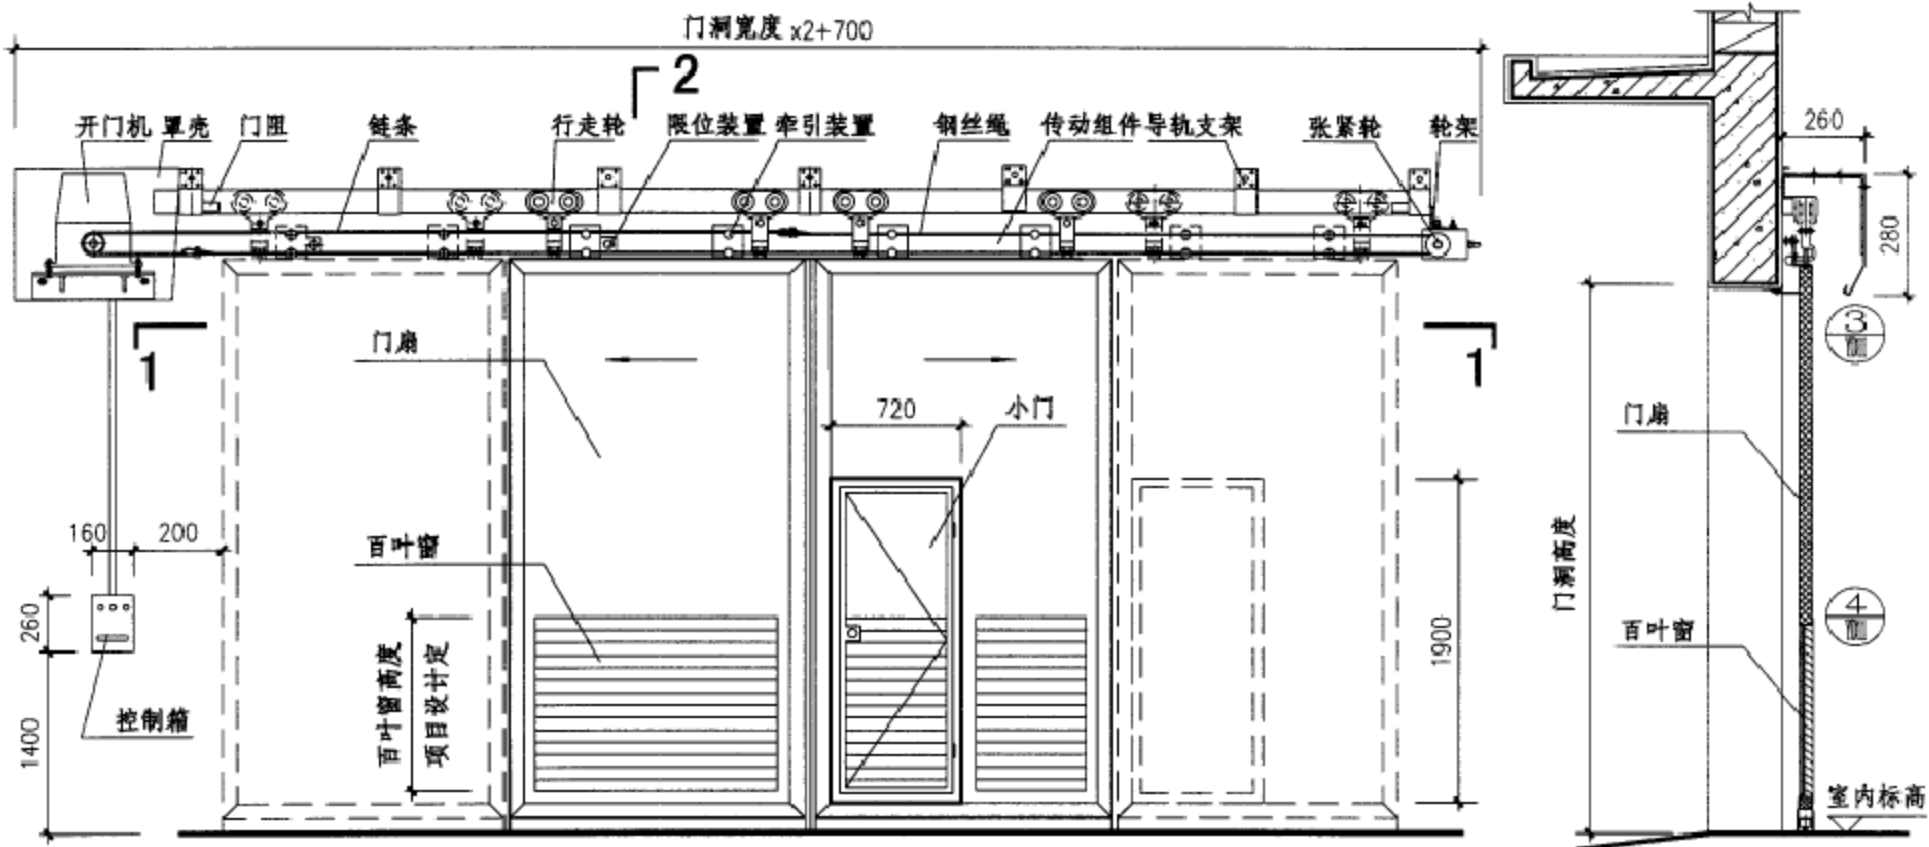 门洞宽度 x2+700
2
开门机 罩壳 门阻 链条 行走轮 限位装置 牵引装置 钢丝绳 传动组件 导轨支架 张紧轮 轮架
260
280
1
1
门扇
720
小门
3
门扇
160
200
百叶窗
260
1900
门洞高度
4
百叶窗
百叶窗高度
项目设计定
控制箱
1400
室内标高